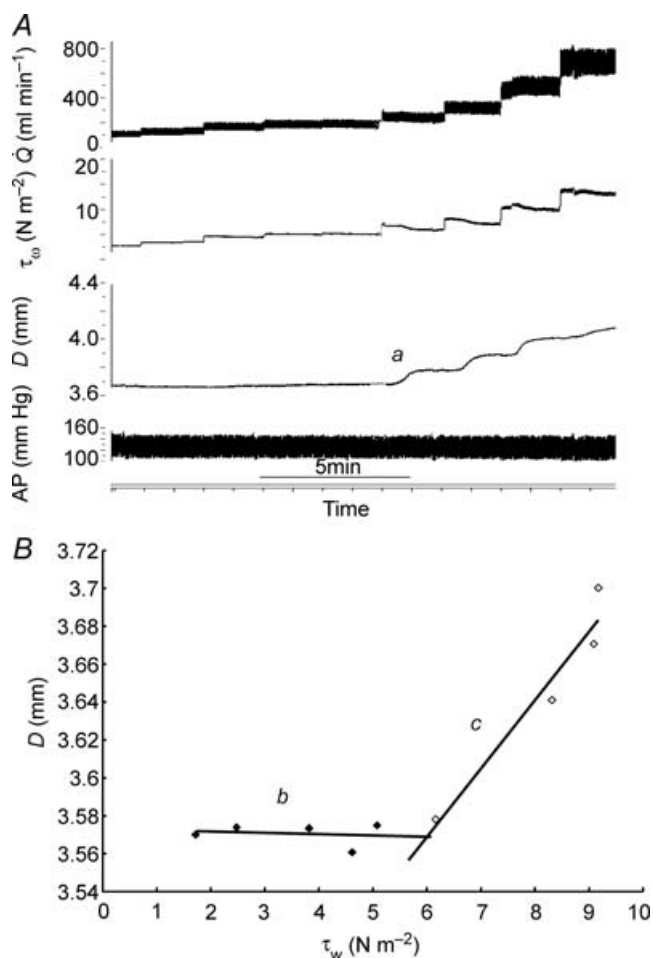 A
800
400
0
Q̇ (ml min⁻¹)
20
10
τω (N m⁻²)
4.4
4.0
3.6
D (mm)
a
160
100
AP (mm Hg)
5min
Time
B
3.72
3.7
3.68
3.66
3.64
3.62
3.6
3.58
3.56
3.54
D (mm)
b
c
0 1 2 3 4 5 6 7 8 9 10
τw (N m⁻²)